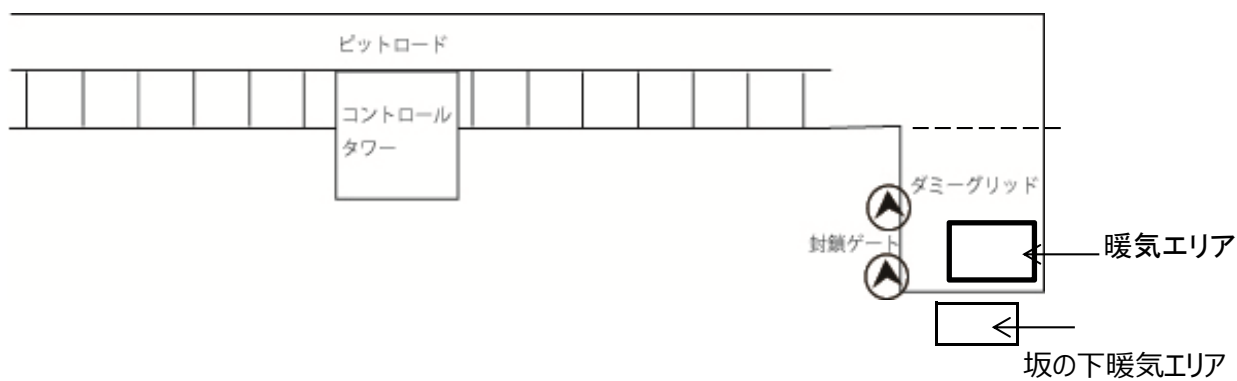 ピットロード
コントロール
タワー
ダミーグリッド
封鎖ゲート
暖気エリア
坂の下暖気エリア